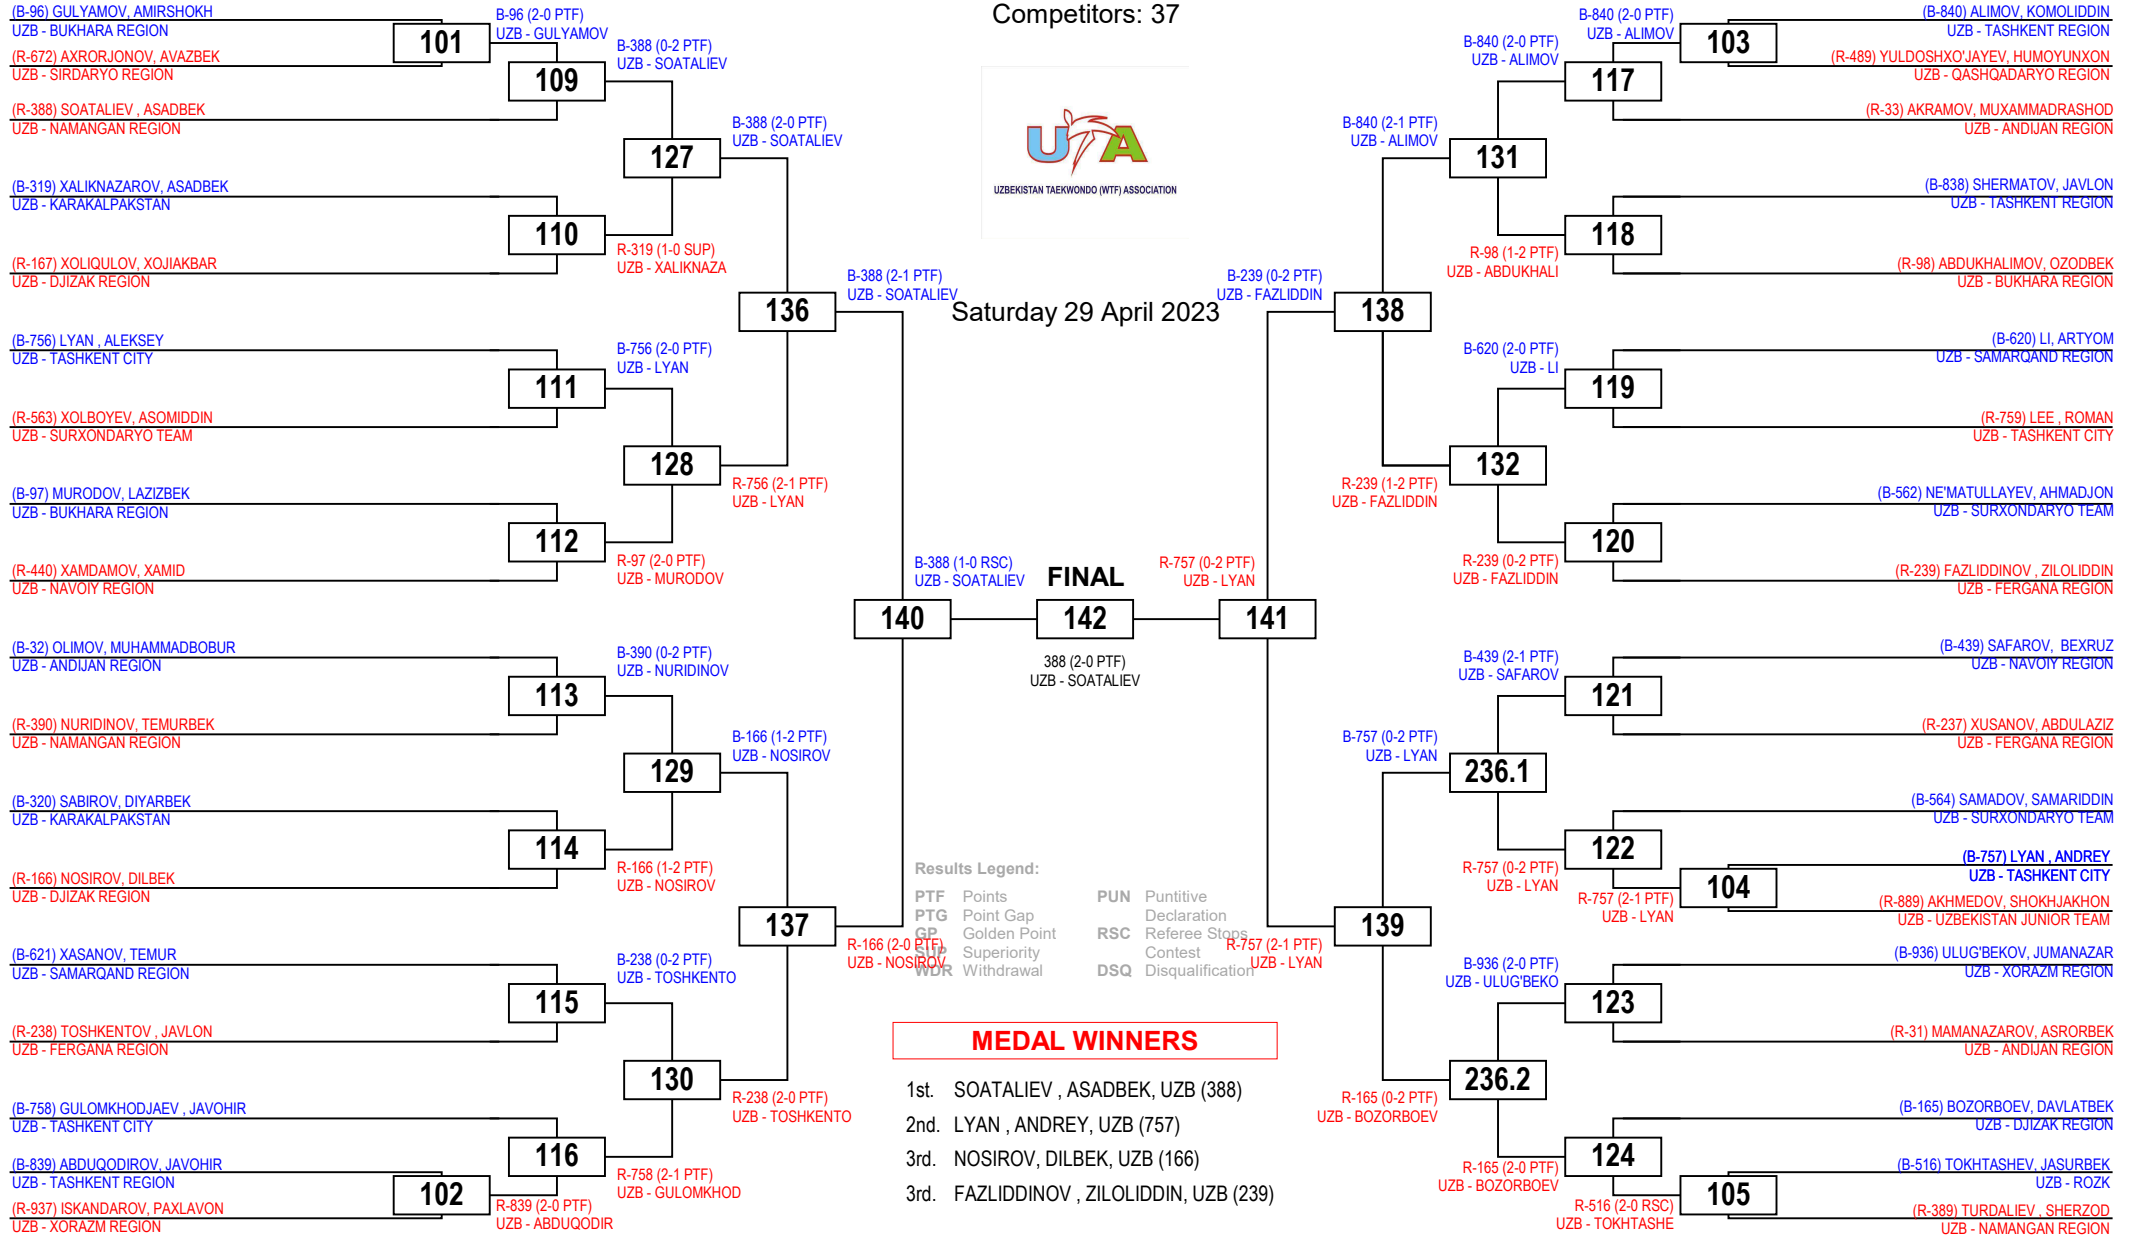 Competitors: 37
UTA
UZBEKISTAN TAEKWONDO (WTF) ASSOCIATION
Saturday 29 April 2023
(B-96) GULYAMOV, AMIRSHOKH
UZB - BUKHARA REGION
(R-672) AXRORJONOV, AVAZBEK
UZB - SIRDARYO REGION
(R-388) SOATALIEV , ASADBEK
UZB - NAMANGAN REGION
(B-319) XALIKNAZAROV, ASADBEK
UZB - KARAKALPAKSTAN
(R-167) XOLIQULOV, XOJIAKBAR
UZB - DJIZAK REGION
(B-756) LYAN , ALEKSEY
UZB - TASHKENT CITY
(R-563) XOLBOYEV, ASOMIDDIN
UZB - SURXONDARYO TEAM
(B-97) MURODOV, LAZIZBEK
UZB - BUKHARA REGION
(R-440) XAMDAMOV, XAMID
UZB - NAVOIY REGION
(B-32) OLIMOV, MUHAMMADBOBUR
UZB - ANDIJAN REGION
(R-390) NURIDINOV, TEMURBEK
UZB - NAMANGAN REGION
(B-320) SABIROV, DIYARBEK
UZB - KARAKALPAKSTAN
(R-166) NOSIROV, DILBEK
UZB - DJIZAK REGION
(B-621) XASANOV, TEMUR
UZB - SAMARQAND REGION
(R-238) TOSHKENTOV , JAVLON
UZB - FERGANA REGION
(B-758) GULOMKHODJAEV , JAVOHIR
UZB - TASHKENT CITY
(B-839) ABDUQODIROV, JAVOHIR
UZB - TASHKENT REGION
(R-937) ISKANDAROV, PAXLAVON
UZB - XORAZM REGION
101
102
B-96 (2-0 PTF)
UZB - GULYAMOV
R-839 (2-0 PTF)
UZB - ABDUQODIR
109
110
111
112
113
114
115
116
B-388 (0-2 PTF)
UZB - SOATALIEV
R-319 (1-0 SUP)
UZB - XALIKNAZA
B-756 (2-0 PTF)
UZB - LYAN
R-97 (2-0 PTF)
UZB - MURODOV
B-390 (0-2 PTF)
UZB - NURIDINOV
R-166 (1-2 PTF)
UZB - NOSIROV
B-238 (0-2 PTF)
UZB - TOSHKENTO
R-758 (2-1 PTF)
UZB - GULOMKHOD
127
128
129
130
B-388 (2-0 PTF)
UZB - SOATALIEV
R-756 (2-1 PTF)
UZB - LYAN
B-166 (1-2 PTF)
UZB - NOSIROV
R-238 (2-0 PTF)
UZB - TOSHKENTO
136
137
B-388 (2-1 PTF)
UZB - SOATALIEV
R-166 (2-0 PTF)
UZB - NOSIROV
140
B-388 (1-0 RSC)
UZB - SOATALIEV
FINAL
142
388 (2-0 PTF)
UZB - SOATALIEV
R-757 (0-2 PTF)
UZB - LYAN
141
B-239 (0-2 PTF)
UZB - FAZLIDDIN
R-757 (2-1 PTF)
UZB - LYAN
138
139
B-840 (2-1 PTF)
UZB - ALIMOV
R-239 (1-2 PTF)
UZB - FAZLIDDIN
B-757 (0-2 PTF)
UZB - LYAN
R-165 (0-2 PTF)
UZB - BOZORBOEV
131
132
236.1
236.2
B-840 (2-0 PTF)
UZB - ALIMOV
R-98 (1-2 PTF)
UZB - ABDUKHALI
B-620 (2-0 PTF)
UZB - LI
R-239 (0-2 PTF)
UZB - FAZLIDDIN
B-439 (2-1 PTF)
UZB - SAFAROV
R-757 (0-2 PTF)
UZB - LYAN
B-936 (2-0 PTF)
UZB - ULUG'BEKO
R-165 (2-0 PTF)
UZB - BOZORBOEV
117
118
119
120
121
122
123
124
B-840 (2-0 PTF)
UZB - ALIMOV
R-757 (2-1 PTF)
UZB - LYAN
R-516 (2-0 RSC)
UZB - TOKHTASHE
103
104
105
(B-840) ALIMOV, KOMOLIDDIN
UZB - TASHKENT REGION
(R-489) YULDOSHXO'JAYEV, HUMOYUNXON
UZB - QASHQADARYO REGION
(R-33) AKRAMOV, MUXAMMADRASHOD
UZB - ANDIJAN REGION
(B-838) SHERMATOV, JAVLON
UZB - TASHKENT REGION
(R-98) ABDUKHALIMOV, OZODBEK
UZB - BUKHARA REGION
(B-620) LI, ARTYOM
UZB - SAMARQAND REGION
(R-759) LEE , ROMAN
UZB - TASHKENT CITY
(B-562) NE'MATULLAYEV, AHMADJON
UZB - SURXONDARYO TEAM
(R-239) FAZLIDDINOV , ZILOLIDDIN
UZB - FERGANA REGION
(B-439) SAFAROV, BEXRUZ
UZB - NAVOIY REGION
(R-237) XUSANOV, ABDULAZIZ
UZB - FERGANA REGION
(B-564) SAMADOV, SAMARIDDIN
UZB - SURXONDARYO TEAM
(B-757) LYAN , ANDREY
UZB - TASHKENT CITY
(R-889) AKHMEDOV, SHOKHJAKHON
UZB - UZBEKISTAN JUNIOR TEAM
(B-936) ULUG'BEKOV, JUMANAZAR
UZB - XORAZM REGION
(R-31) MAMANAZAROV, ASRORBEK
UZB - ANDIJAN REGION
(B-165) BOZORBOEV, DAVLATBEK
UZB - DJIZAK REGION
(B-516) TOKHTASHEV, JASURBEK
UZB - ROZK
(R-389) TURDALIEV , SHERZOD
UZB - NAMANGAN REGION
Results Legend:
PTF Points
PTG Point Gap
GP Golden Point
SUP Superiority
WDR Withdrawal
PUN Puntitive
Declaration
RSC Referee Stops
Contest
DSQ Disqualification
MEDAL WINNERS
1st. SOATALIEV , ASADBEK, UZB (388)
2nd. LYAN , ANDREY, UZB (757)
3rd. NOSIROV, DILBEK, UZB (166)
3rd. FAZLIDDINOV , ZILOLIDDIN, UZB (239)